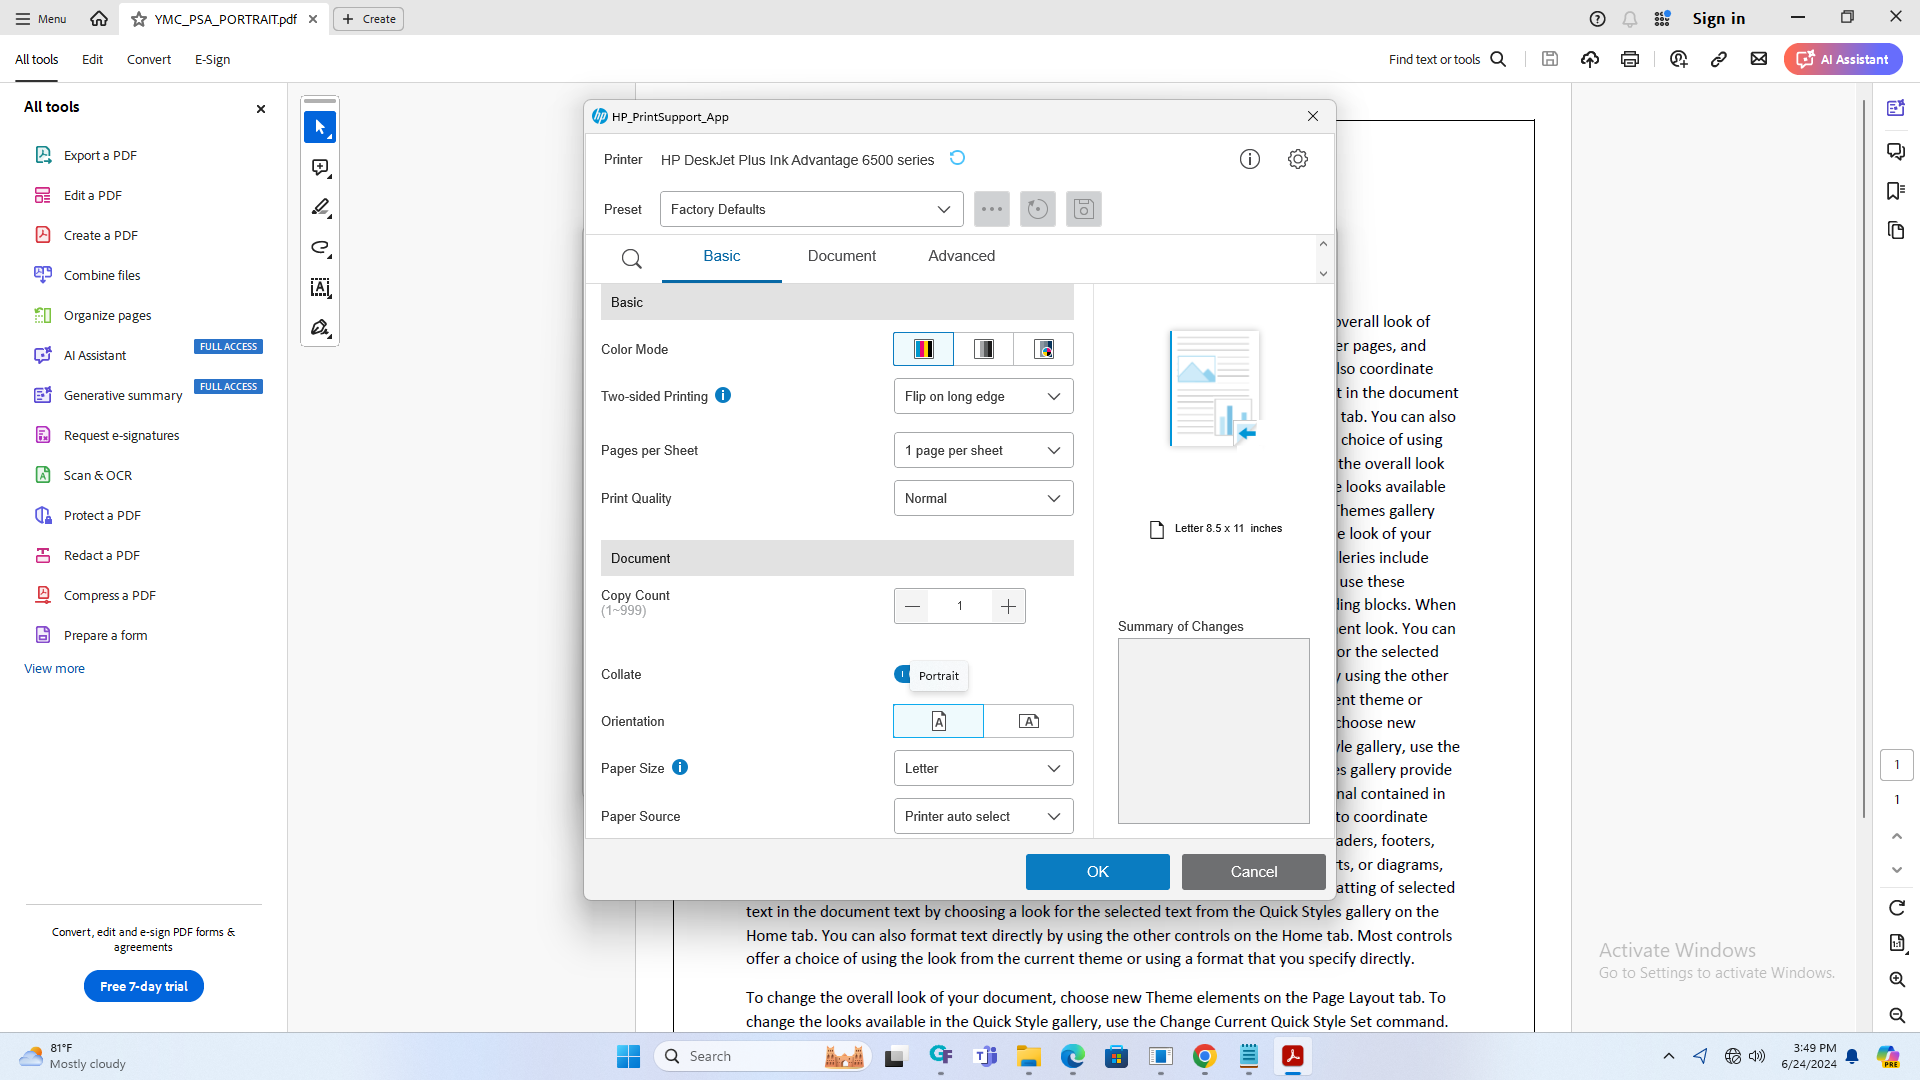 Menu
YMC_PSA_PORTRAIT.pdf
Create
Sign in
All tools
Edit
Convert
E-Sign
Find text or tools
AI Assistant
All tools
Export a PDF
Edit a PDF
Create a PDF
Combine files
Organize pages
AI Assistant
FULL ACCESS
Generative summary
FULL ACCESS
Request e-signatures
Scan & OCR
Protect a PDF
Redact a PDF
Compress a PDF
Prepare a form
View more
Convert, edit and e-sign PDF forms &
agreements
Free 7-day trial
HP_PrintSupport_App
Printer
HP DeskJet Plus Ink Advantage 6500 series
Preset
Factory Defaults
Basic
Document
Advanced
Basic
Color Mode
Two-sided Printing
Flip on long edge
Pages per Sheet
1 page per sheet
Print Quality
Normal
Document
Copy Count
(1~999)
1
Collate
Portrait
Orientation
Paper Size
Letter
Paper Source
Printer auto select
Letter 8.5 x 11 inches
Summary of Changes
OK
Cancel
overall look of
er pages, and
lso coordinate
t in the document
tab. You can also
choice of using
the overall look
e looks available
Themes gallery
e look of your
lleries include
use these
ling blocks. When
ent look. You can
or the selected
y using the other
ent theme or
choose new
yle gallery, use the
es gallery provide
nal contained in
to coordinate
aders, footers,
rts, or diagrams,
atting of selected
text in the document text by choosing a look for the selected text from the Quick Styles gallery on the
Home tab. You can also format text directly by using the other controls on the Home tab. Most controls
offer a choice of using the look from the current theme or using a format that you specify directly.
To change the overall look of your document, choose new Theme elements on the Page Layout tab. To
change the looks available in the Quick Style gallery, use the Change Current Quick Style Set command.
1
1
Activate Windows
Go to Settings to activate Windows.
81°F
Mostly cloudy
Search
3:49 PM
6/24/2024